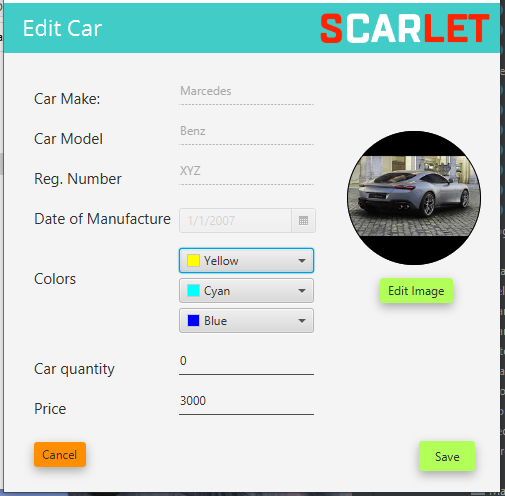 Edit Car
SCARLET
Car Make:
Marcedes
Car Model
Benz
Reg. Number
XYZ
Date of Manufacture
1/1/2007
Colors
Yellow
Cyan
Blue
Edit Image
Car quantity
0
Price
3000
Cancel
Save